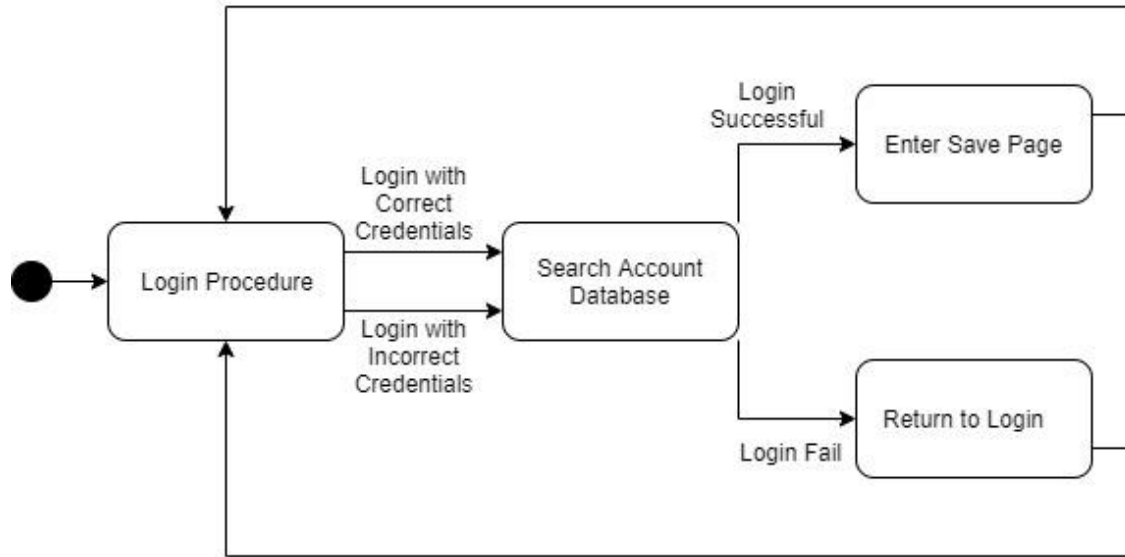 Login
Successful
Enter Save Page
Login with
Correct
Credentials
Login Procedure
Search Account
Database
Login with
Incorrect
Credentials
Return to Login
Login Fail